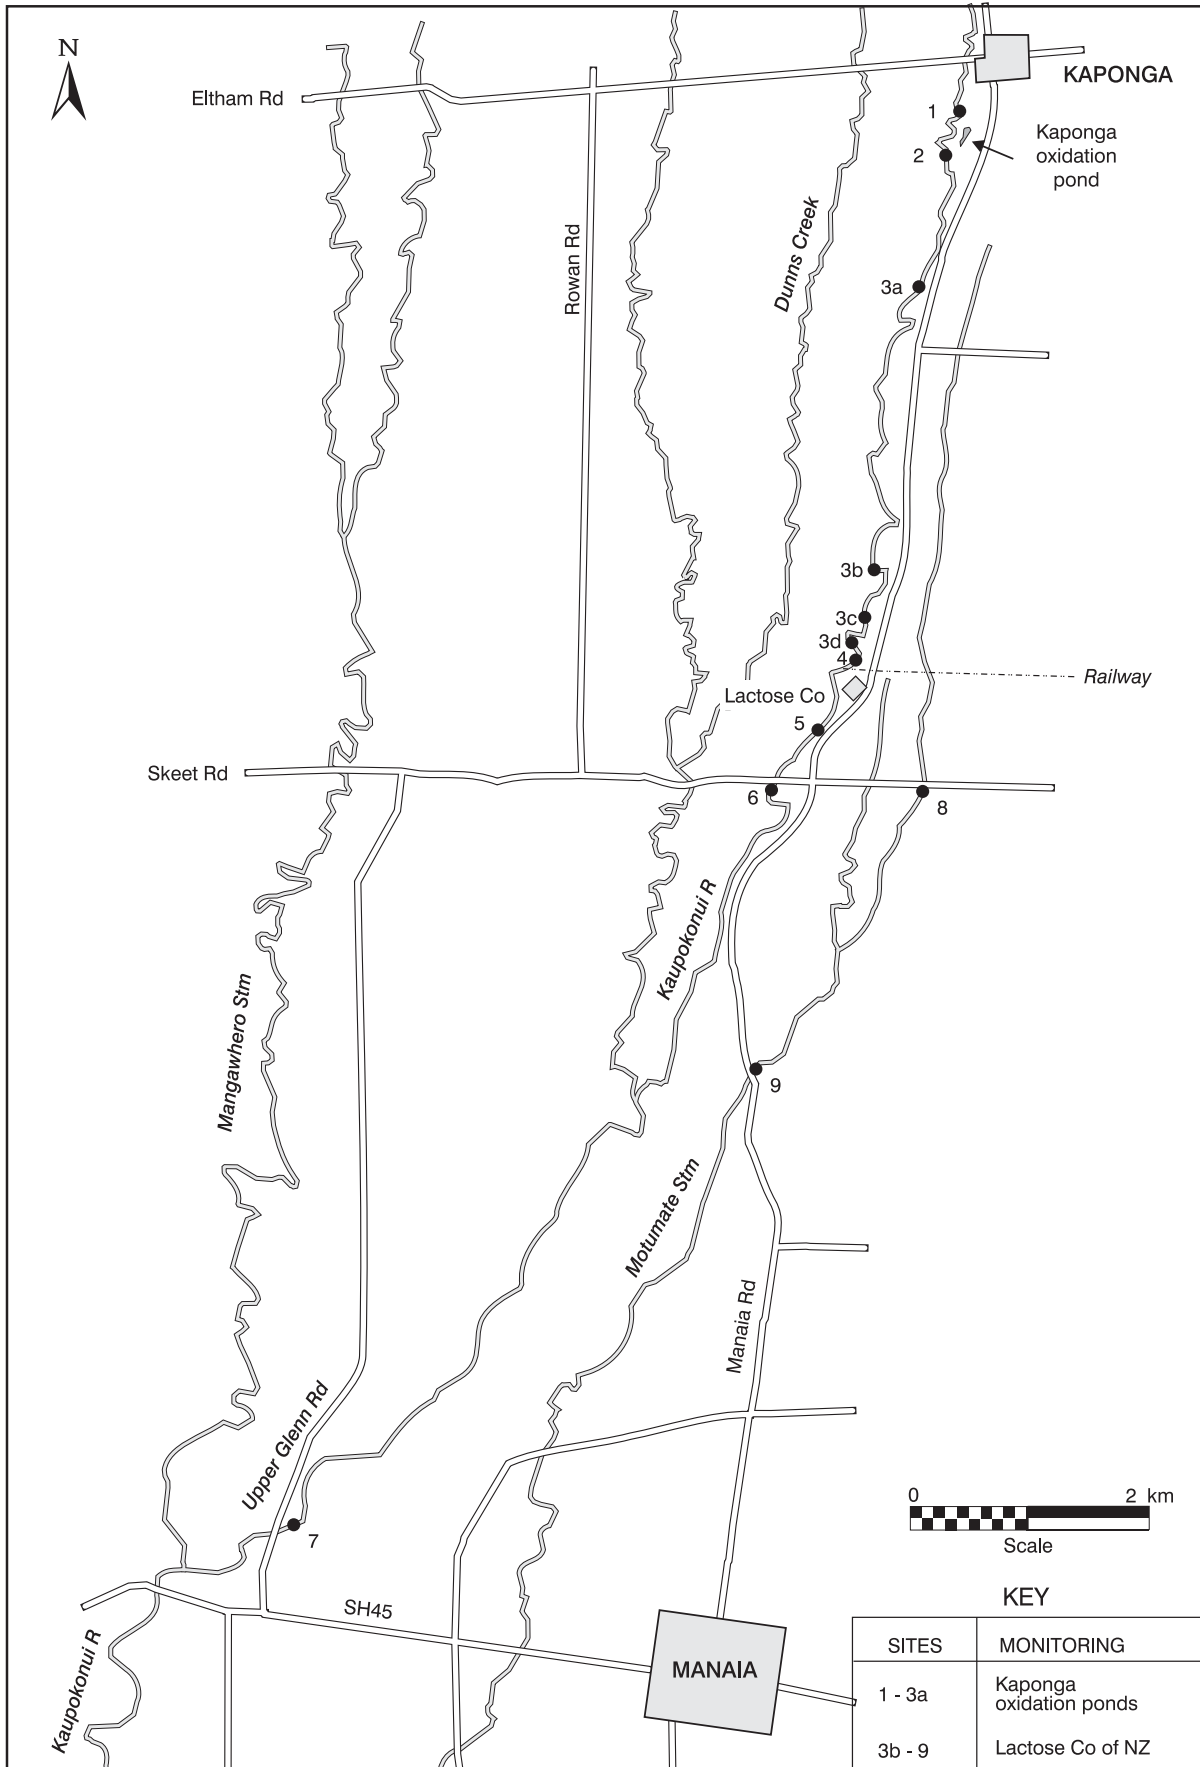 N
KAPONGA
Eltham Rd
1
Kaponga
oxidation
pond
2
Dunns Creek
Rowan Rd
3a
3b
3c
3d
4
Railway
Lactose Co
5
Skeet Rd
6
8
Kaupokonui R
Mangawhero Stm
9
Motumate Stm
Manaia Rd
Upper Glenn Rd
7
0 2 km
Scale
SH45
MANAIA
Kaupokonui R
KEY
SITES MONITORING
1 - 3a Kaponga
oxidation ponds
3b - 9 Lactose Co of NZ